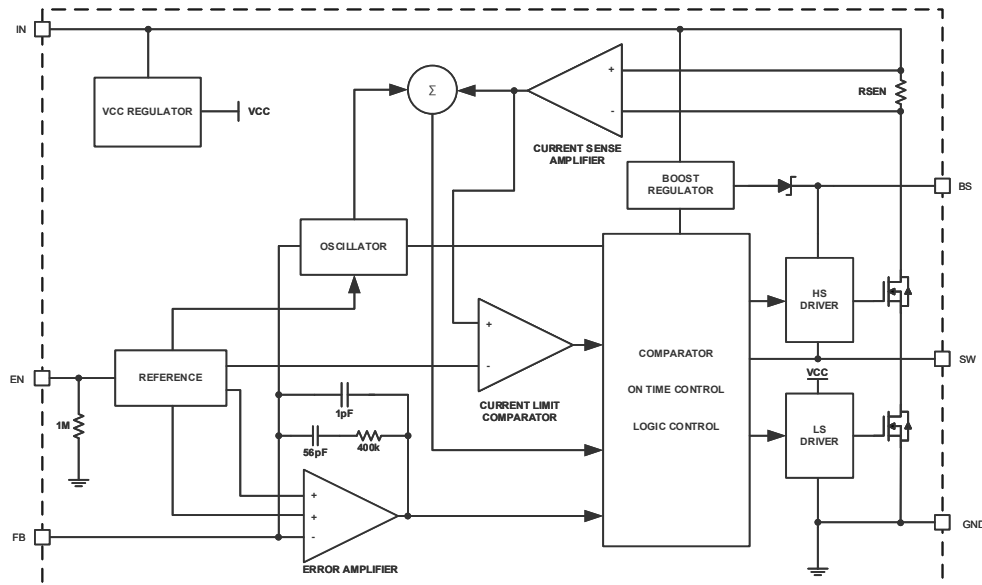 IN
VCC REGULATOR
VCC
Σ
+
-
CURRENT SENSE
AMPLIFIER
RSEN
BOOST
REGULATOR
BS
OSCILLATOR
HS
DRIVER
+
-
CURRENT LIMIT
COMPARATOR
COMPARATOR
ON TIME CONTROL
LOGIC CONTROL
SW
VCC
EN
REFERENCE
1M
1pF
56pF
400k
LS
DRIVER
+
+
-
ERROR AMPLIFIER
FB
GND